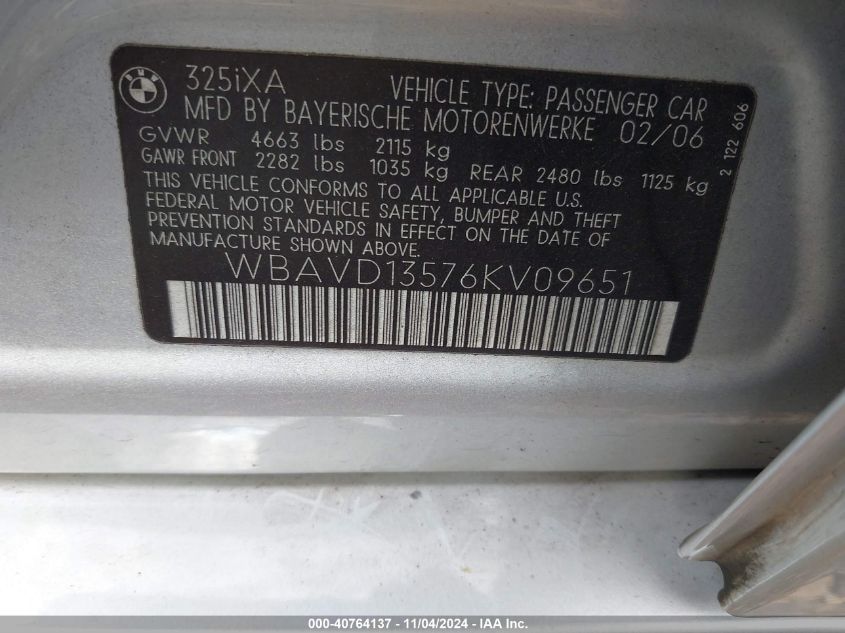 BMW
325iXA VEHICLE TYPE: PASSENGER CAR
MFD BY BAYERISCHE MOTORENWERKE 02/06
GVWR 4663 lbs 2115 kg
GAWR FRONT 2282 lbs 1035 kg REAR 2480 lbs 1125 kg
THIS VEHICLE CONFORMS TO ALL APPLICABLE U.S.
FEDERAL MOTOR VEHICLE SAFETY, BUMPER AND THEFT
PREVENTION STANDARDS IN EFFECT ON THE DATE OF
MANUFACTURE SHOWN ABOVE.
WBAVD13576KV09651
2 122 606
000-40764137 - 11/04/2024 - IAA Inc.